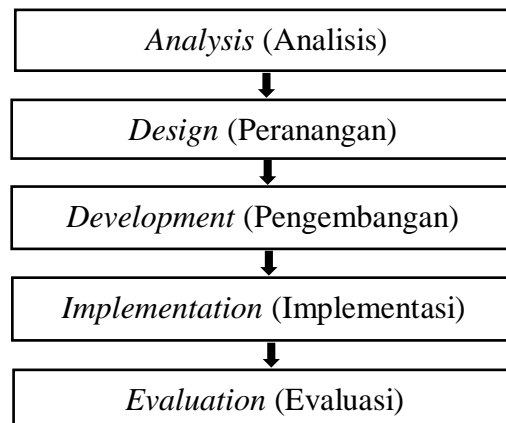 Analysis (Analisis)
Design (Peranangan)
Development (Pengembangan)
Implementation (Implementasi)
Evaluation (Evaluasi)